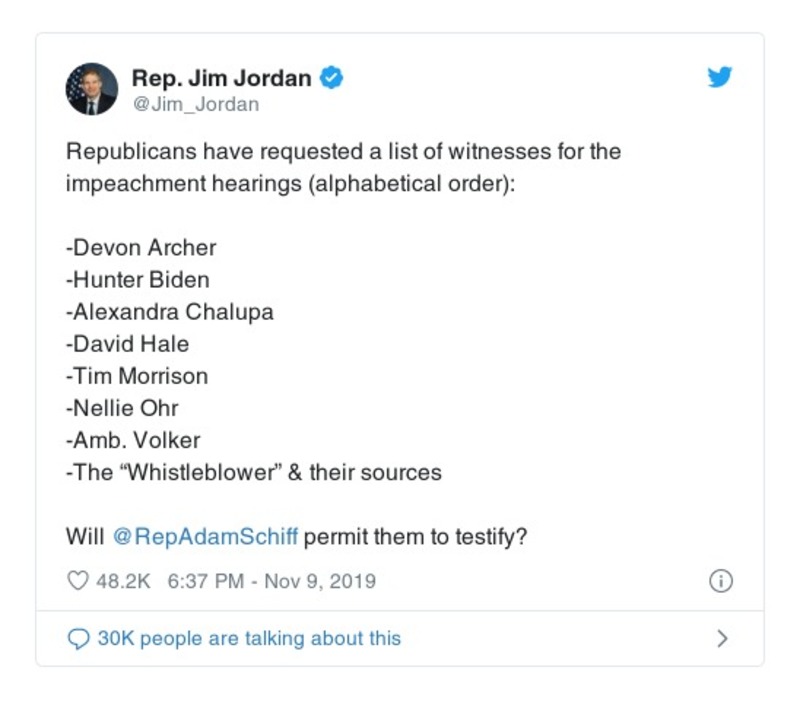 Rep. Jim Jordan
@Jim_Jordan
Republicans have requested a list of witnesses for the
impeachment hearings (alphabetical order):
-Devon Archer
-Hunter Biden
-Alexandra Chalupa
-David Hale
-Tim Morrison
-Nellie Ohr
-Amb. Volker
-The “Whistleblower” & their sources
Will @RepAdamSchiff permit them to testify?
48.2K 6:37 PM - Nov 9, 2019
30K people are talking about this